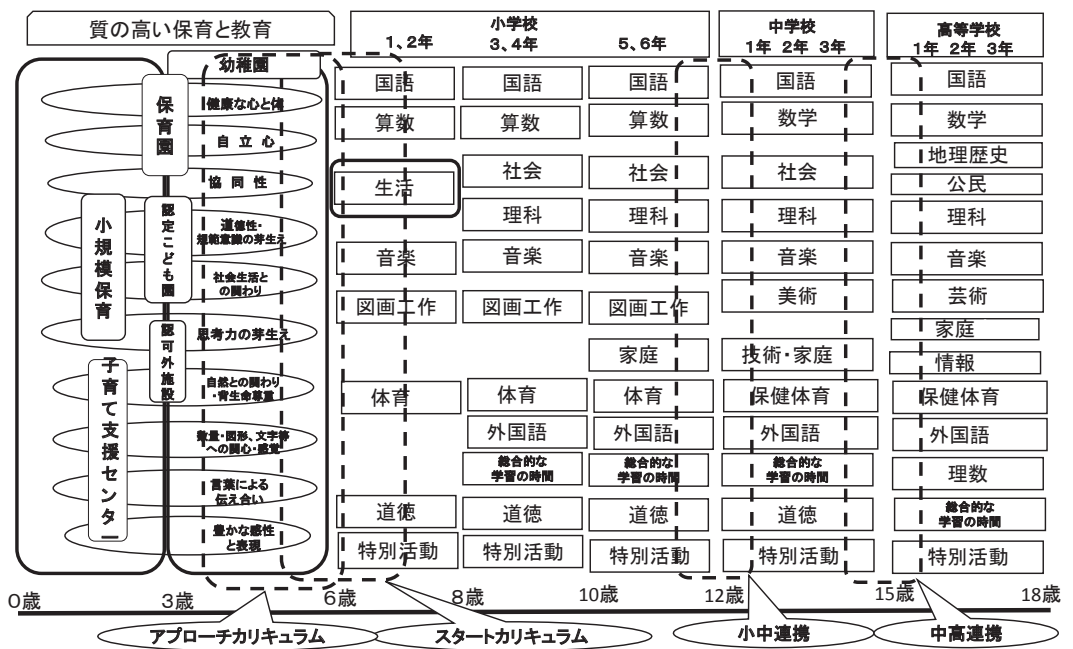 質の高い保育と教育
小学校
1、2年
3、4年
5、6年
中学校
1年 2年 3年
高等学校
1年 2年 3年
幼稚園
保育園
認定こども園
認可外施設
小規模保育
子育て支援センター
健康な心と体
自立心
協同性
道徳性・
規範意識の芽生え
社会生活と
の関わり
思考力の芽生え
自然との関わり
・背生命尊重
数量・図形、文字等
への関心・感覚
言葉による
伝え合い
豊かな感性
と表現
国語
算数
生活
音楽
図画工作
体育
道徳
特別活動
国語
算数
社会
理科
音楽
図画工作
体育
外国語
総合的な
学習の時間
道徳
特別活動
国語
算数
社会
理科
音楽
図画工作
家庭
体育
外国語
総合的な
学習の時間
道徳
特別活動
国語
数学
社会
理科
音楽
美術
技術・家庭
保健体育
外国語
総合的な
学習の時間
道徳
特別活動
国語
数学
地理歴史
公民
理科
音楽
芸術
家庭
情報
保健体育
外国語
理数
総合的な
学習の時間
特別活動
0歳
3歳
6歳
8歳
10歳
12歳
15歳
18歳
アプローチカリキュラム
スタートカリキュラム
小中連携
中高連携